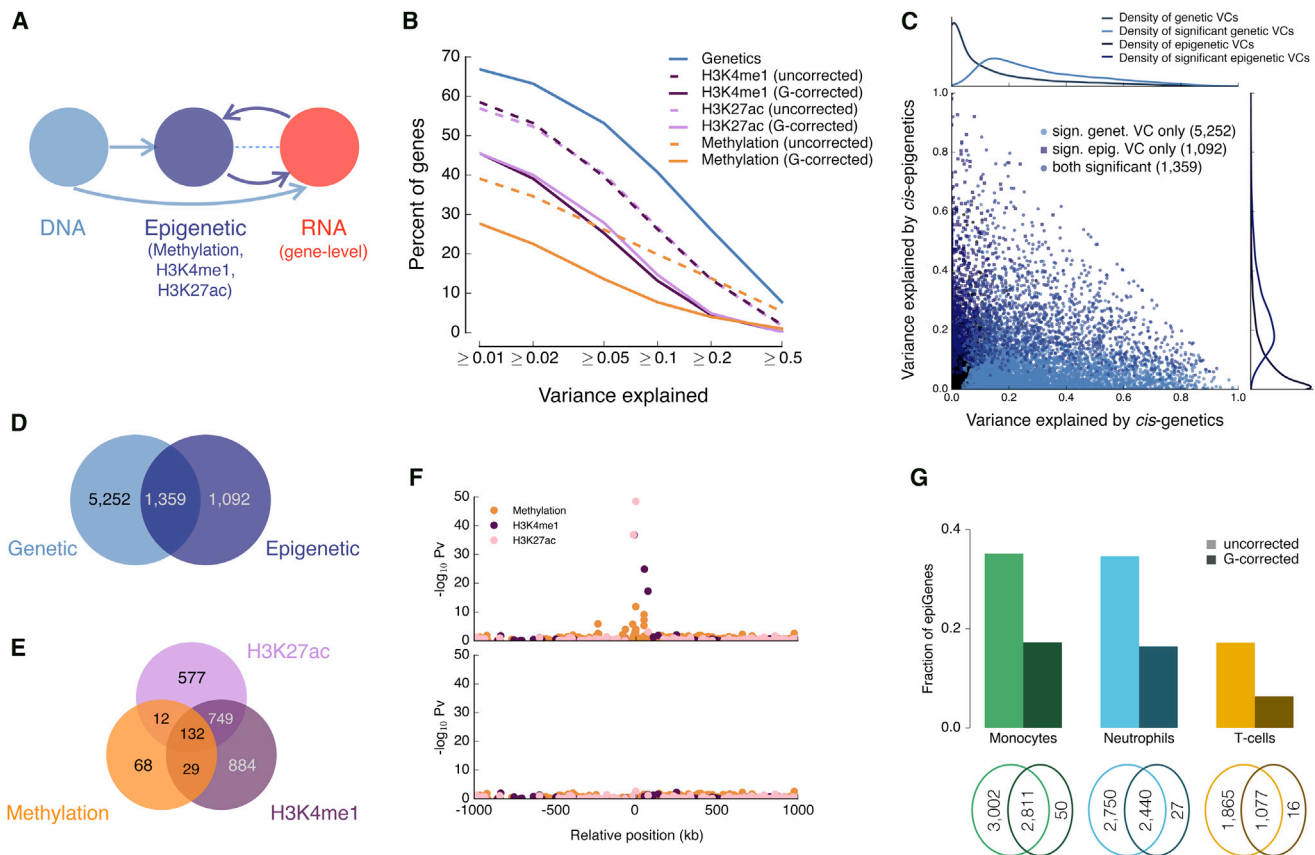 A
DNA
Epigenetic
(Methylation,
H3K4me1,
H3K27ac)
RNA
(gene-level)
B
Percent of genes
70
60
50
40
30
20
10
0
≥ 0.01 ≥ 0.02 ≥ 0.05 ≥ 0.1 ≥ 0.2 ≥ 0.5
Variance explained
Genetics
H3K4me1 (uncorrected)
H3K4me1 (G-corrected)
H3K27ac (uncorrected)
H3K27ac (G-corrected)
Methylation (uncorrected)
Methylation (G-corrected)
C
Density of genetic VCs
Density of significant genetic VCs
Density of epigenetic VCs
Density of significant epigenetic VCs
Variance explained by cis-epigenetics
1.0
0.8
0.6
0.4
0.2
0.0
sign. genet. VC only (5,252)
sign. epig. VC only (1,092)
both significant (1,359)
0.0 0.2 0.4 0.6 0.8 1.0
Variance explained by cis-genetics
D
5,252 1,359 1,092
Genetic
Epigenetic
E
H3K27ac
577
12 749
132
68 29 884
Methylation
H3K4me1
F
-log10 Pv
50
40
30
20
10
0
Methylation
H3K4me1
H3K27ac
-log10 Pv
50
40
30
20
10
0
-1000 -500 0 500 1000
Relative position (kb)
G
Fraction of epiGenes
0.4
0.2
0.0
uncorrected
G-corrected
Monocytes
Neutrophils
T-cells
3,002 2,811 50
2,750 2,440 27
1,865 1,077 16